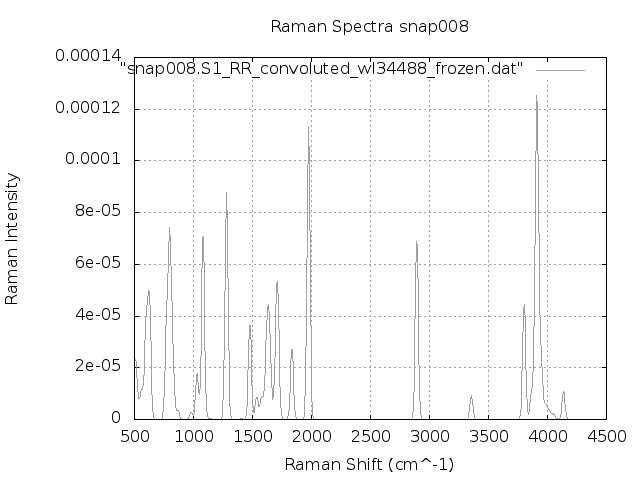 Raman Spectra snap008
0.00014
"snap008.S1_RR_convoluted_wl34488_frozen.dat"
0.00012
0.0001
8e-05
6e-05
4e-05
2e-05
0
Raman Intensity
500 1000 1500 2000 2500 3000 3500 4000 4500
Raman Shift (cm^-1)